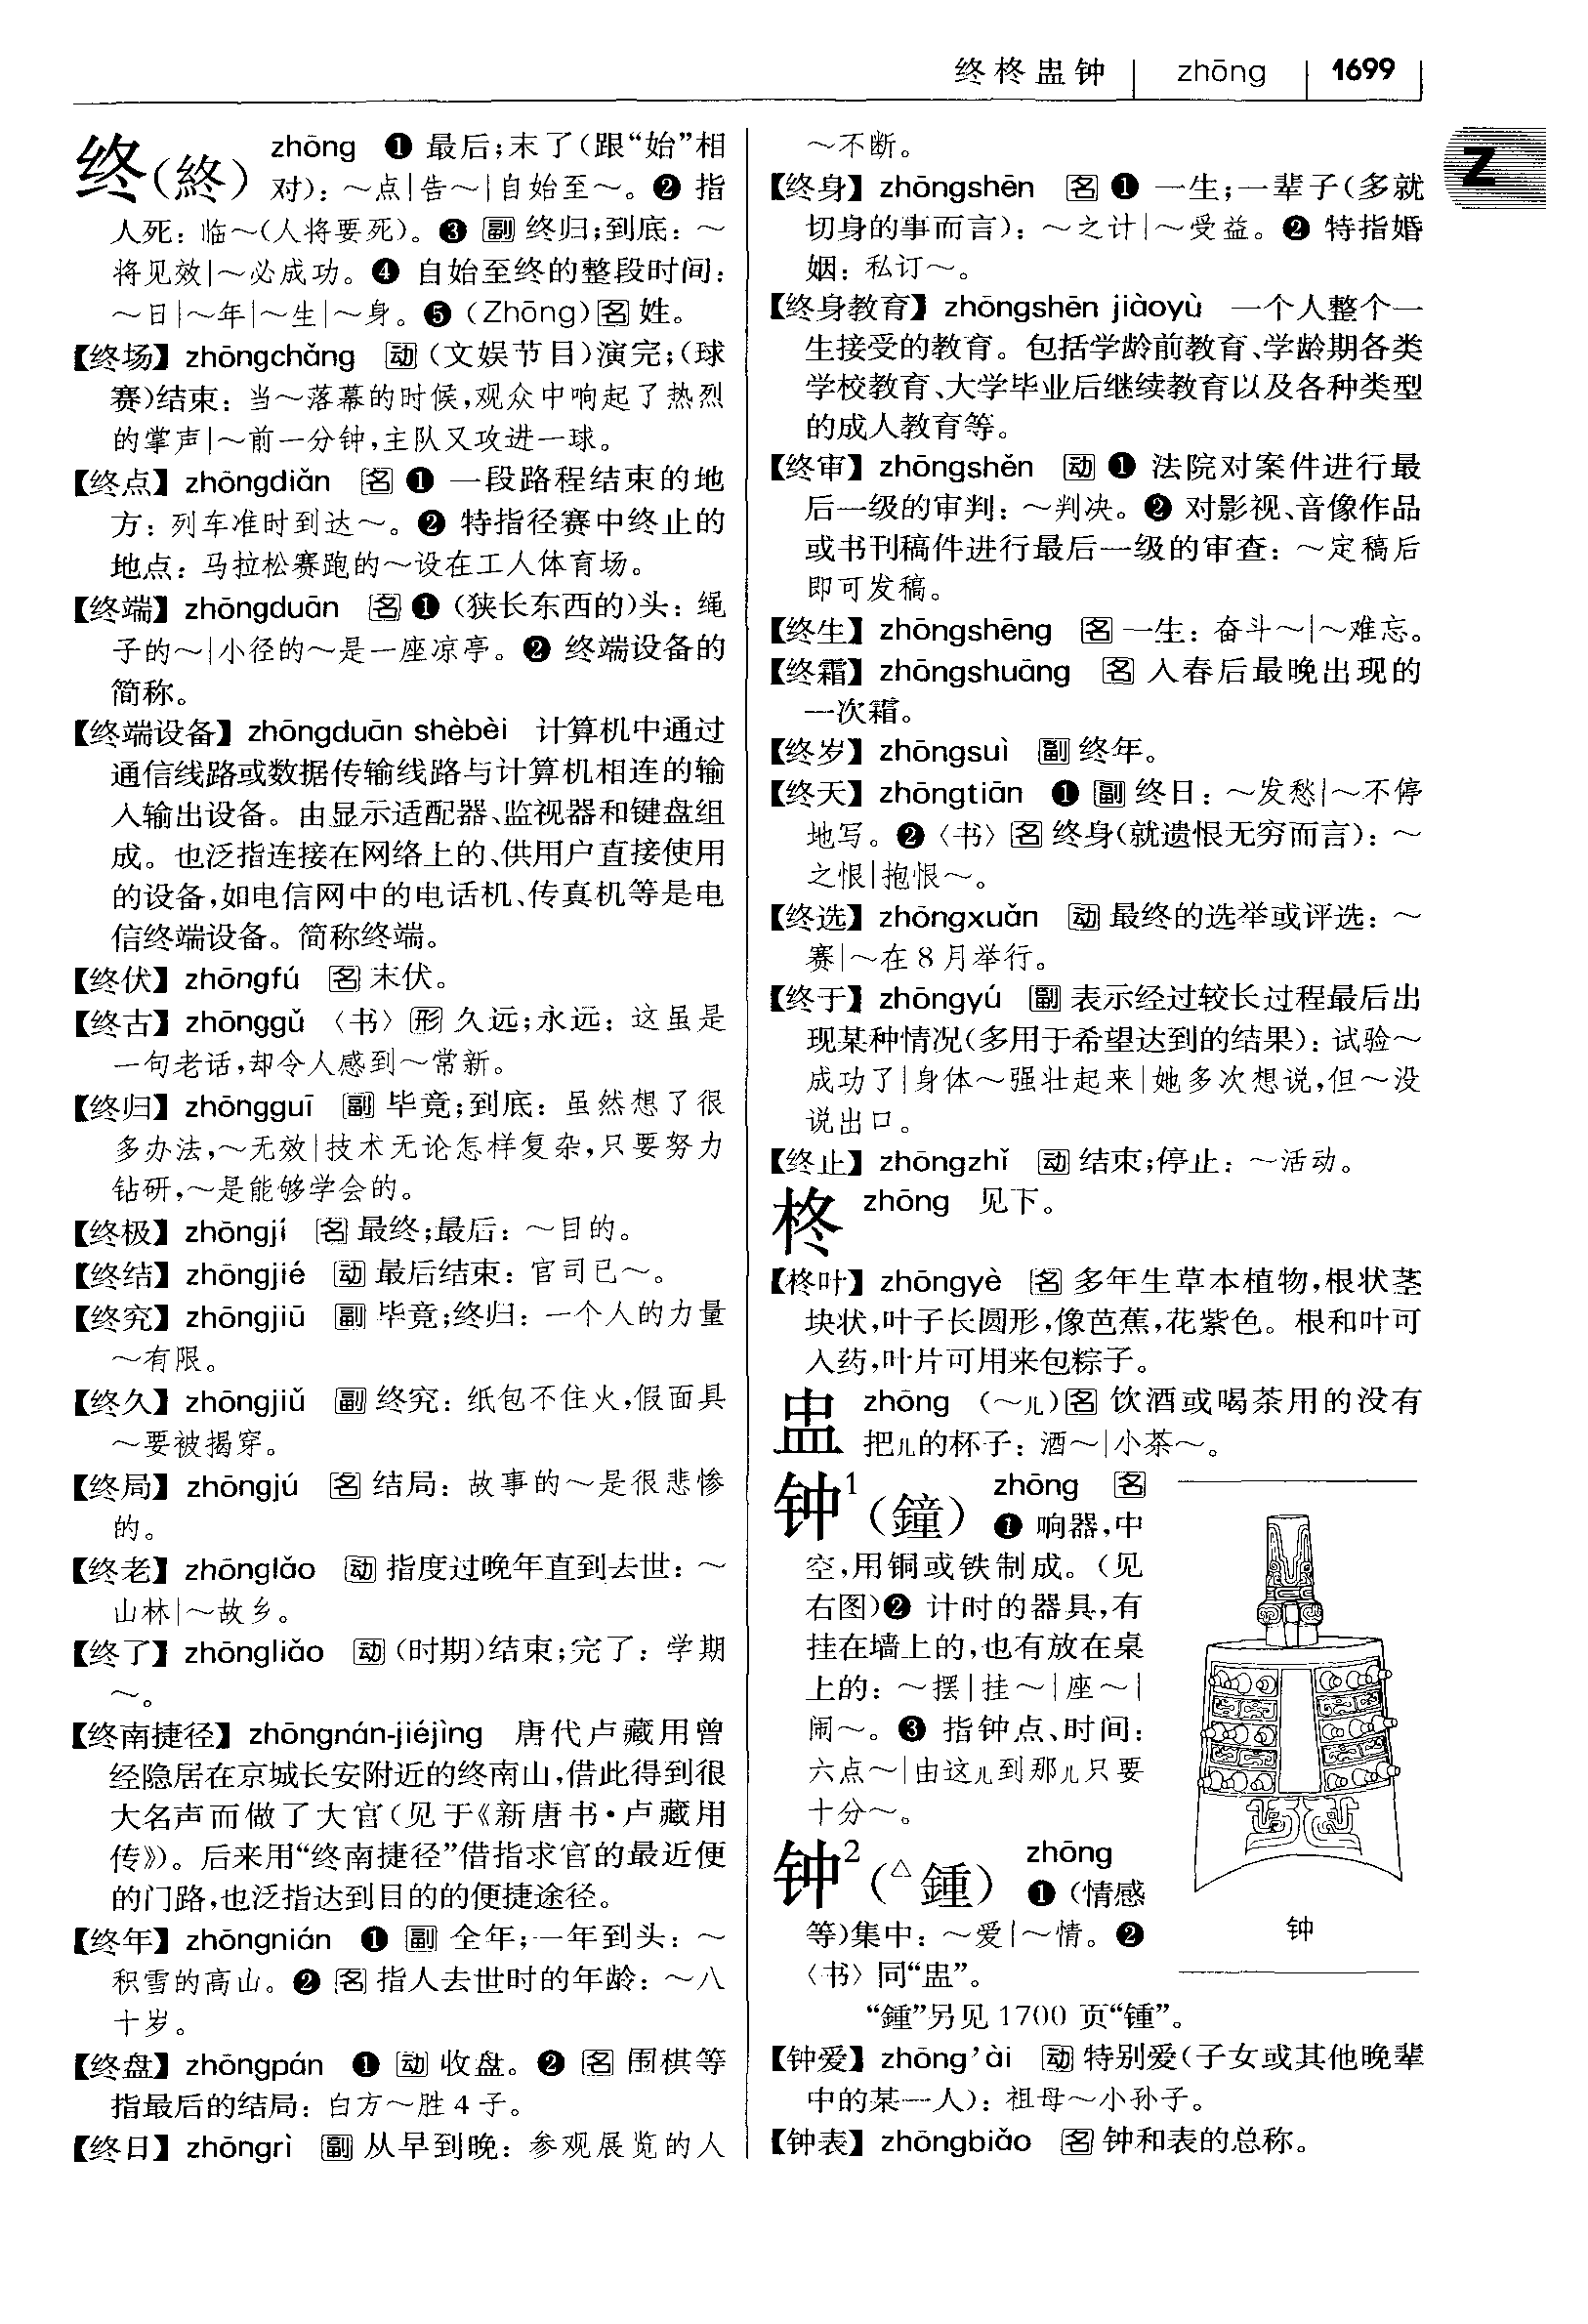 终柊盅钟 zhōng 1699
Z
终(終) zhōng ❶ 最后;末了(跟“始”相
对):～点|告～|自始至～。❷ 指
人死:临～(人将要死)。❸ 副 终归;到底:～
将见效|～必成功。❹ 自始至终的整段时间:
～日|～年|～生|～身。❺ (Zhōng)名 姓。
【终场】zhōngchǎng 动 (文娱节目)演完;(球
赛)结束:当～落幕的时候,观众中响起了热烈
的掌声|～前一分钟,主队又攻进一球。
【终点】zhōngdiǎn 名 ❶ 一段路程结束的地
方:列车准时到达～。❷ 特指径赛中终止的
地点:马拉松赛跑的～设在工人体育场。
【终端】zhōngduān 名 ❶ (狭长东西的)头:绳
子的～|小径的～是一座凉亭。❷ 终端设备的
简称。
【终端设备】zhōngduān shèbèi 计算机中通过
通信线路或数据传输线路与计算机相连的输
入输出设备。由显示适配器、监视器和键盘组
成。也泛指连接在网络上的、供用户直接使用
的设备,如电信网中的电话机、传真机等是电
信终端设备。简称终端。
【终伏】zhōngfú 名 末伏。
【终古】zhōnggǔ 〈书〉形 久远;永远:这虽是
一句老话,却令人感到～常新。
【终归】zhōngguī 副 毕竟;到底:虽然想了很
多办法,～无效|技术无论怎样复杂,只要努力
钻研,～是能够学会的。
【终极】zhōngjí 名 最终;最后:～目的。
【终结】zhōngjié 动 最后结束:官司已～。
【终究】zhōngjiū 副 毕竟;终归:一个人的力量
～有限。
【终久】zhōngjiǔ 副 终究:纸包不住火,假面具
～要被揭穿。
【终局】zhōngjú 名 结局:故事的～是很悲惨
的。
【终老】zhōnglǎo 动 指度过晚年直到去世:～
山林|～故乡。
【终了】zhōngliǎo 动 (时期)结束;完了:学期
～。
【终南捷径】zhōngnán-jiéjìng 唐代卢藏用曾
经隐居在京城长安附近的终南山,借此得到很
大名声而做了大官(见于《新唐书·卢藏用
传》)。后来用“终南捷径”借指求官的最近便
的门路,也泛指达到目的的便捷途径。
【终年】zhōngnián ❶ 副 全年;一年到头:～
积雪的高山。❷ 名 指人去世时的年龄:～八
十岁。
【终盘】zhōngpán ❶ 动 收盘。❷ 名 围棋等
指最后的结局:白方～胜4子。
【终日】zhōngrì 副 从早到晚:参观展览的人
～不断。
【终身】zhōngshēn 名 ❶ 一生;一辈子(多就
切身的事而言):～之计|～受益。❷ 特指婚
姻:私订～。
【终身教育】zhōngshēn jiàoyù 一个人整个一
生接受的教育。包括学龄前教育、学龄期各类
学校教育、大学毕业后继续教育以及各种类型
的成人教育等。
【终审】zhōngshěn 动 ❶ 法院对案件进行最
后一级的审判:～判决。❷ 对影视、音像作品
或书刊稿件进行最后一级的审查:～定稿后
即可发稿。
【终生】zhōngshēng 名 一生:奋斗～|～难忘。
【终霜】zhōngshuāng 名 入春后最晚出现的
一次霜。
【终岁】zhōngsuì 副 终年。
【终天】zhōngtiān ❶ 副 终日:～发愁|～不停
地写。❷〈书〉名 终身(就遗恨无穷而言):～
之恨|抱恨～。
【终选】zhōngxuǎn 动 最终的选举或评选:～
赛|～在8月举行。
【终于】zhōngyú 副 表示经过较长过程最后出
现某种情况(多用于希望达到的结果):试验～
成功了|身体～强壮起来|她多次想说,但～没
说出口。
【终止】zhōngzhǐ 动 结束;停止:～活动。
柊 zhōng 见下。
【柊叶】zhōngyè 名 多年生草本植物,根状茎
块状,叶子长圆形,像芭蕉,花紫色。根和叶可
入药,叶片可用来包粽子。
盅 zhōng (～儿)名 饮酒或喝茶用的没有
把儿的杯子:酒～|小茶～。
钟1(鐘) zhōng 名
❶ 响器,中
空,用铜或铁制成。(见
右图)❷ 计时的器具,有
挂在墙上的,也有放在桌
上的:～摆|挂～|座～|
闹～。❸ 指钟点、时间:
六点～|由这儿到那儿只要
十分～。
钟2(△鍾) zhōng
❶ (情感
等)集中:～爱|～情。❷
〈书〉同“盅”。
“鍾”另见1700页“锺”。
钟
【钟爱】zhōng’ài 动 特别爱(子女或其他晚辈
中的某一人):祖母～小孙子。
【钟表】zhōngbiǎo 名 钟和表的总称。